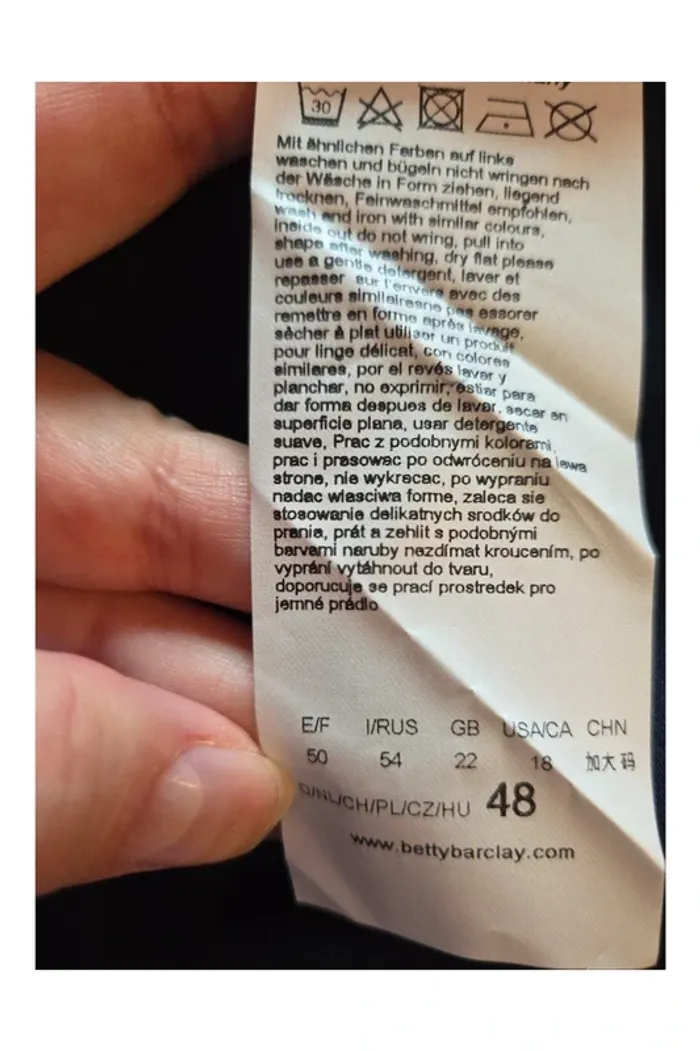 30
Mit ähnlichen Farben auf links
waschen und bügeln nicht wringen nach
der Wäsche in Form ziehen, liegend
trocknen, Feinwaschmittel empfohlen,
wash and iron with similar colours,
inside out do not wring, pull into
shape after washing, dry flat please
use a gentle detergent, laver et
repasser sur l'envers avec des
couleurs similairesne pas essorer
remettre en forme après lavage,
sécher à plat utiliser un produit
pour linge délicat, con colores
similares, por el revés lavar y
planchar, no exprimir, estiar para
dar forma despues de lavar, secar en
superficie plana, usar detergente
suave, Prac z podobnymi kolorami,
prac i prasowac po odwróceniu na lewa
strone, nie wykrecac, po wypraniu
nadac wlasciwa forme, zaleca sie
stosowanie delikatnych srodków do
prania, prát a zehlit s podobnými
barvami naruby nezdímat kroucením, po
vyprání vytáhnout do tvaru,
doporucuje se prací prostredek pro
jemné prádlo
E/F I/RUS GB USA/CA CHN
50 54 22 18 加大码
D/NL/CH/PL/CZ/HU 48
www.bettybarclay.com